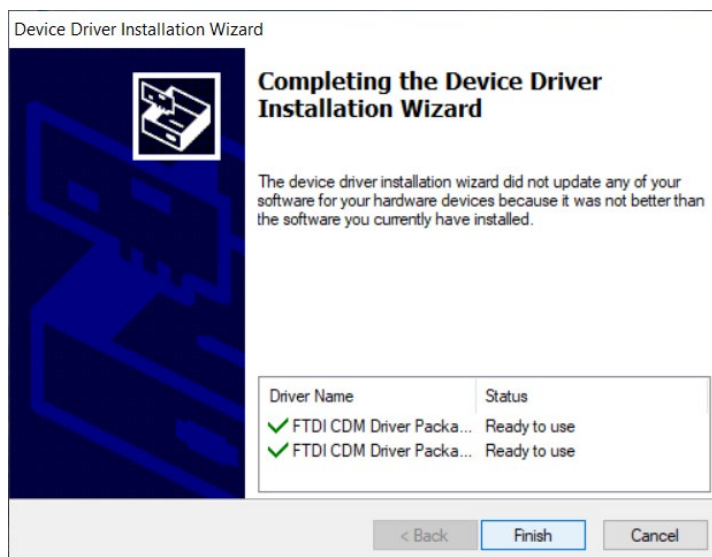 Device Driver Installation Wizard
Completing the Device Driver
Installation Wizard
The device driver installation wizard did not update any of your
software for your hardware devices because it was not better than
the software you currently have installed.
Driver Name Status
FTDI CDM Driver Packa... Ready to use
FTDI CDM Driver Packa... Ready to use
< Back Finish Cancel